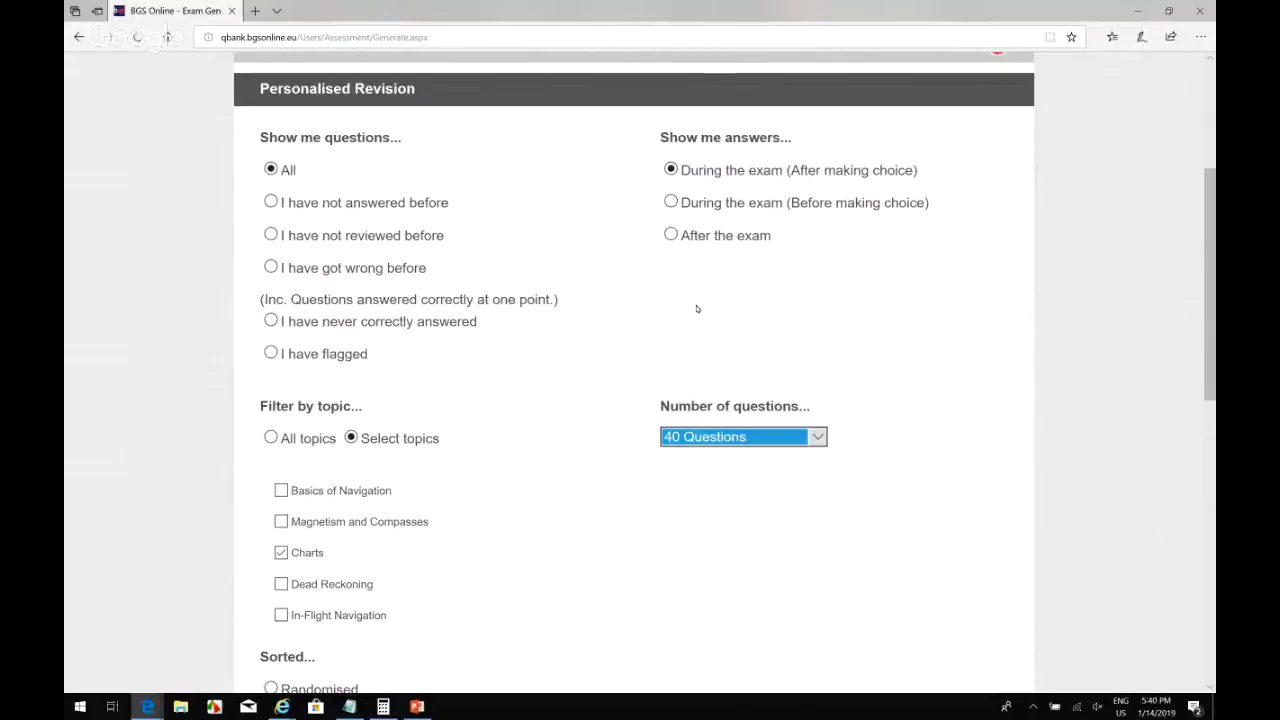 BGS Online - Exam Gen
qbank.bgsonline.eu/Users/Assessment/Generate.aspx
Google
Personalised Revision
Show me questions...
All
I have not answered before
I have not reviewed before
I have got wrong before
(Inc. Questions answered correctly at one point.)
I have never correctly answered
I have flagged
Show me answers...
During the exam (After making choice)
During the exam (Before making choice)
After the exam
Filter by topic...
All topics Select topics
Basics of Navigation
Magnetism and Compasses
Charts
Dead Reckoning
In-Flight Navigation
Number of questions...
40 Questions
Sorted...
Randomised
ENG
US
5:40 PM
1/14/2019
2